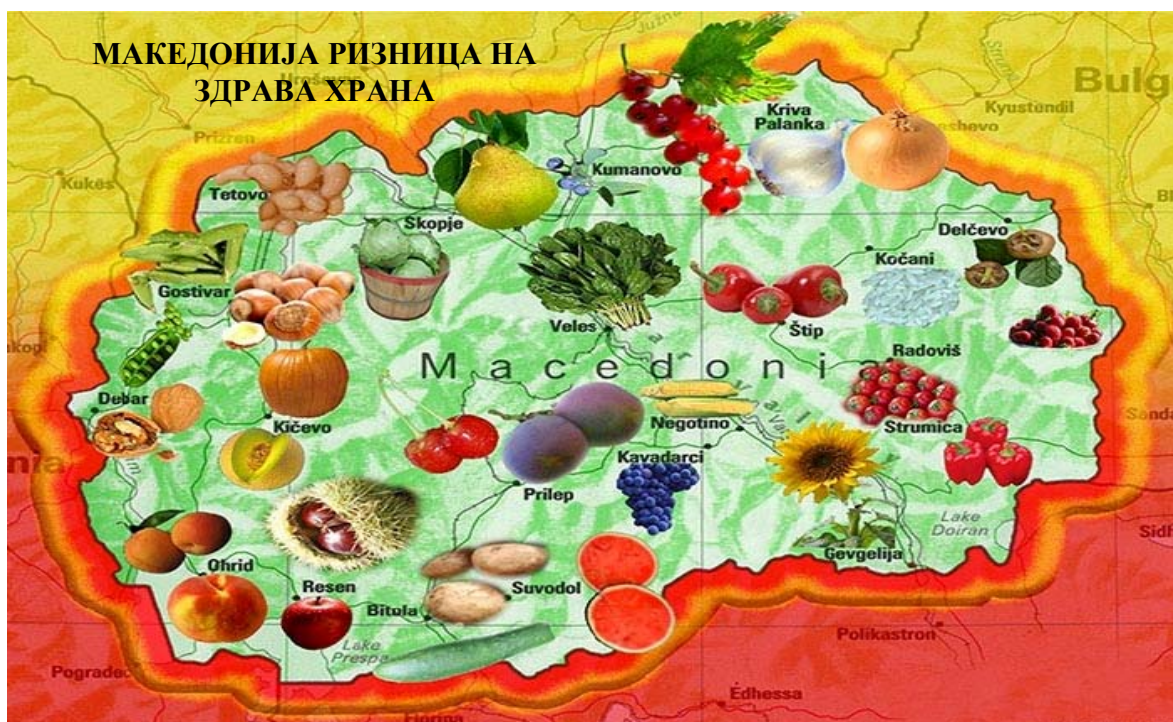 МАКЕДОНИЈА РИЗНИЦА НА
ЗДРАВА ХРАНА
Bulg
Kyustendil
Prizren
Kriva
Palanka
Kumanovo
Kukës
Tetovo
Skopje
Delčevo
Kočani
Gostivar
Veles
Štip
Macedonia
Radoviš
Debar
Kičevo
Negotino
Strumica
Kavadarci
Prilep
Lake
Doiran
Gevgelija
Ohrid
Resen
Suvodol
Bitola
Lake
Prespa
Polikastron
Pogradec
Édhessa
Florina